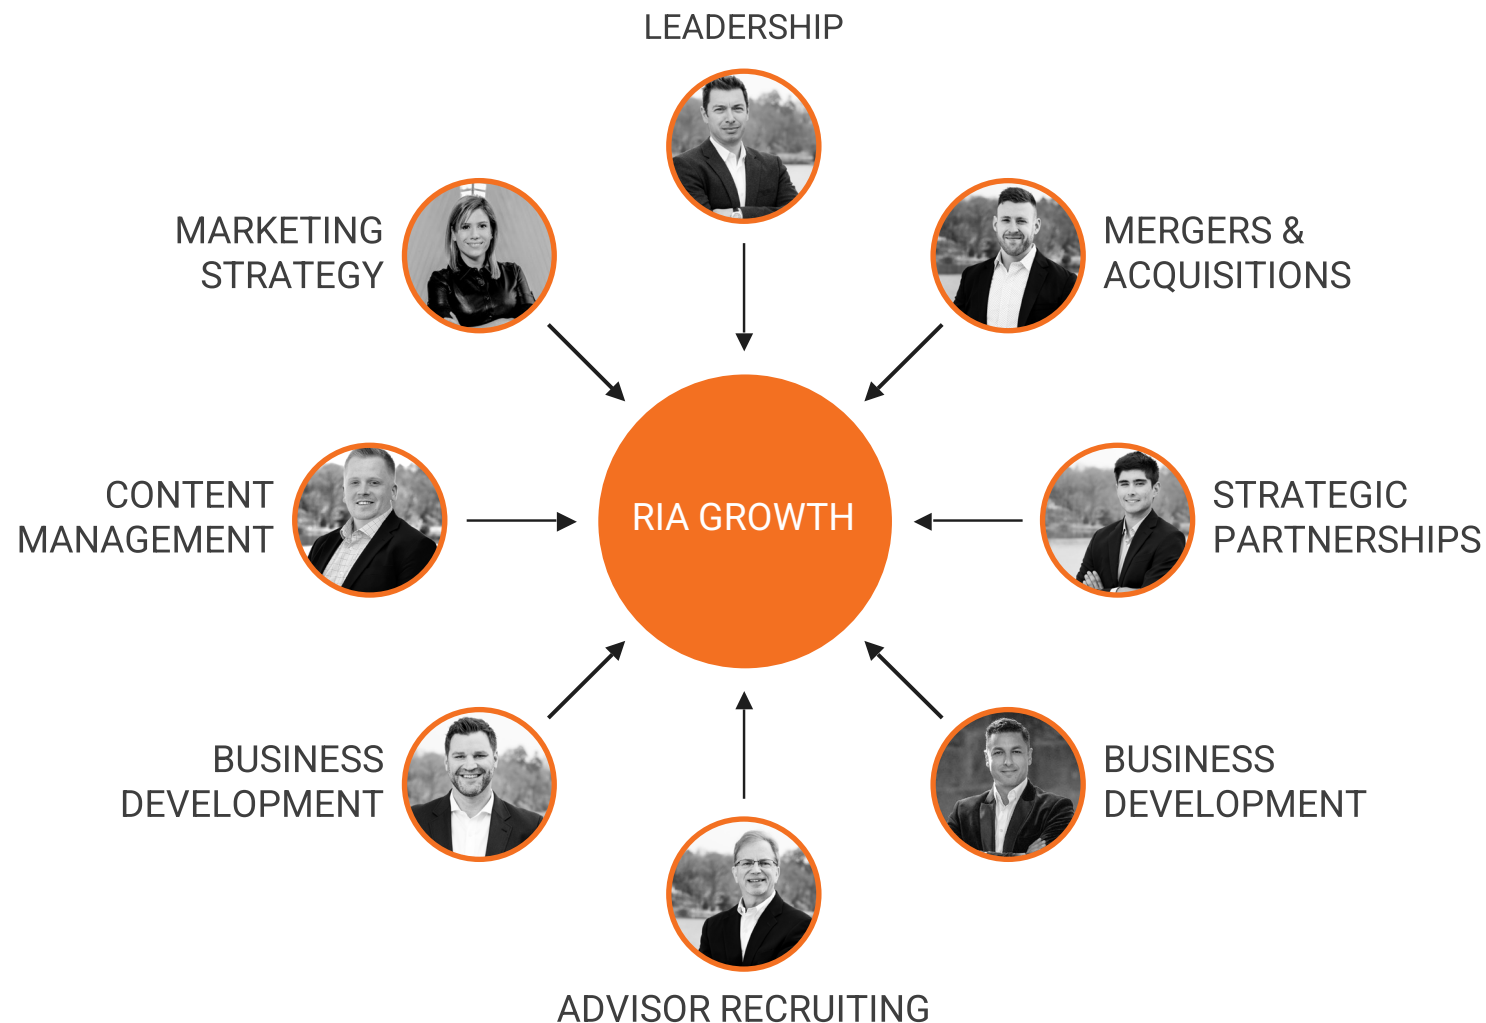 LEADERSHIP
MARKETING
STRATEGY
MERGERS &
ACQUISITIONS
CONTENT
MANAGEMENT
RIA GROWTH
STRATEGIC
PARTNERSHIPS
BUSINESS
DEVELOPMENT
BUSINESS
DEVELOPMENT
ADVISOR RECRUITING